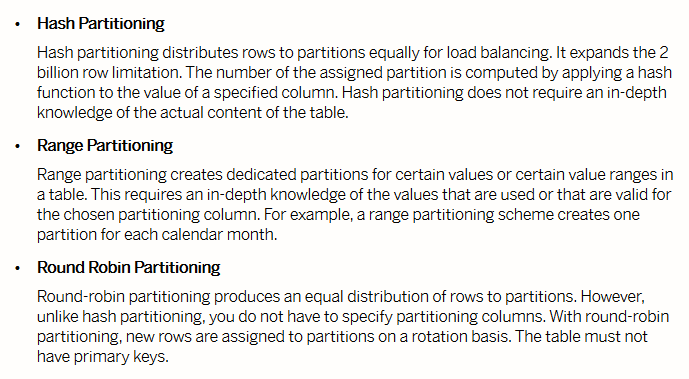 • Hash Partitioning
Hash partitioning distributes rows to partitions equally for load balancing. It expands the 2
billion row limitation. The number of the assigned partition is computed by applying a hash
function to the value of a specified column. Hash partitioning does not require an in-depth
knowledge of the actual content of the table.
• Range Partitioning
Range partitioning creates dedicated partitions for certain values or certain value ranges in
a table. This requires an in-depth knowledge of the values that are used or that are valid for
the chosen partitioning column. For example, a range partitioning scheme creates one
partition for each calendar month.
• Round Robin Partitioning
Round-robin partitioning produces an equal distribution of rows to partitions. However,
unlike hash partitioning, you do not have to specify partitioning columns. With round-robin
partitioning, new rows are assigned to partitions on a rotation basis. The table must not
have primary keys.